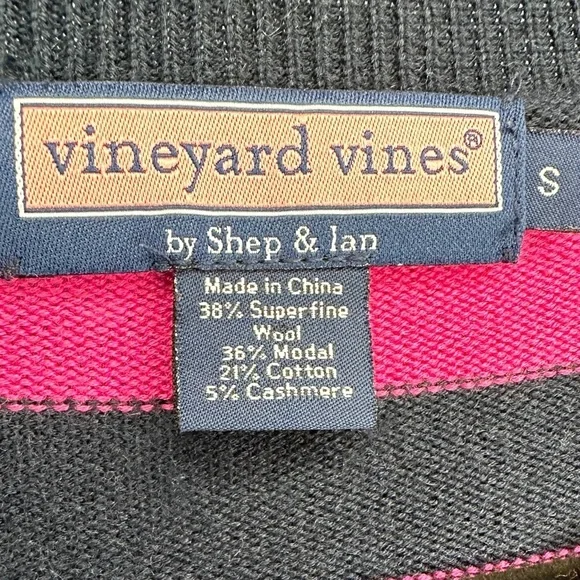 vineyard vines®
S
by Shep & Ian
Made in China
38% Superfine
Wool
36% Modal
21% Cotton
5% Cashmere